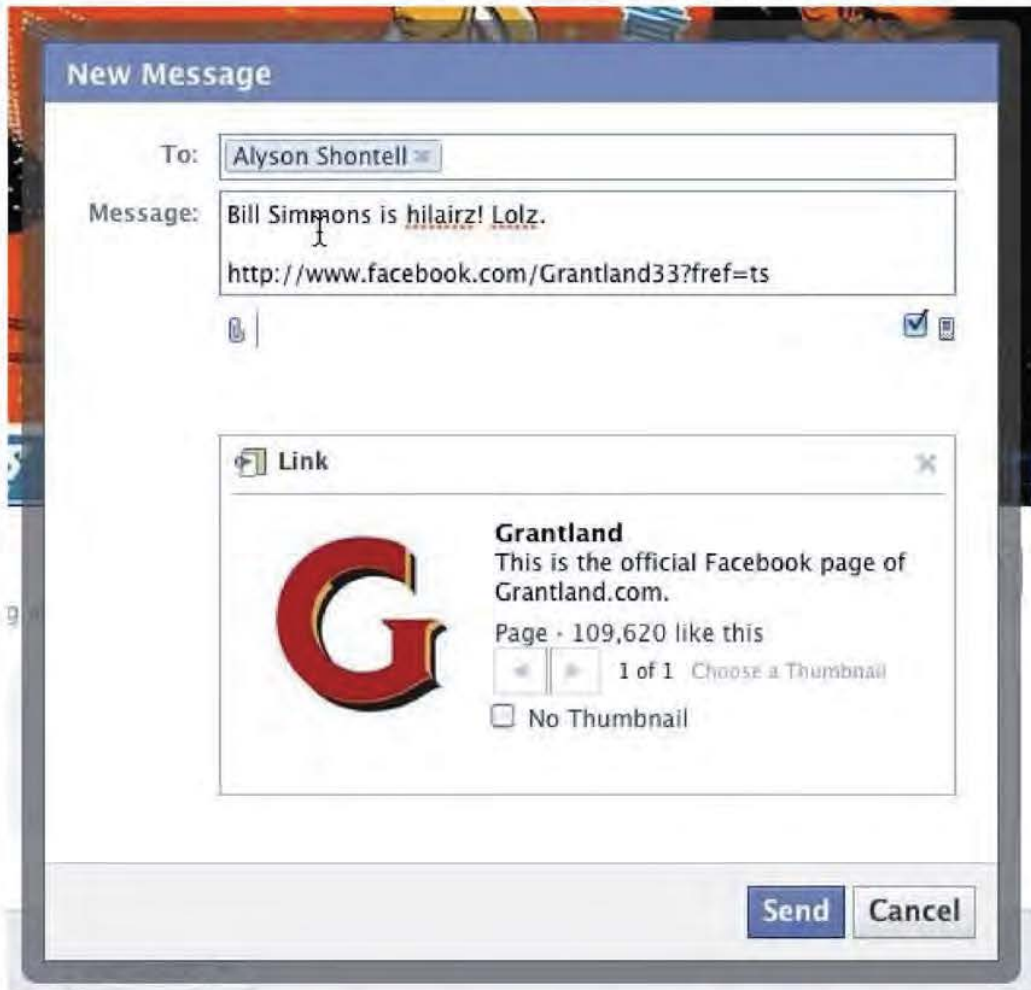 New Message
To: Alyson Shontell
Message: Bill Simmons is hilairz! Lolz.
http://www.facebook.com/Grantland33?fref=ts
Link
G
Grantland
This is the official Facebook page of
Grantland.com.
Page · 109,620 like this
1 of 1 Choose a Thumbnail
No Thumbnail
Send Cancel